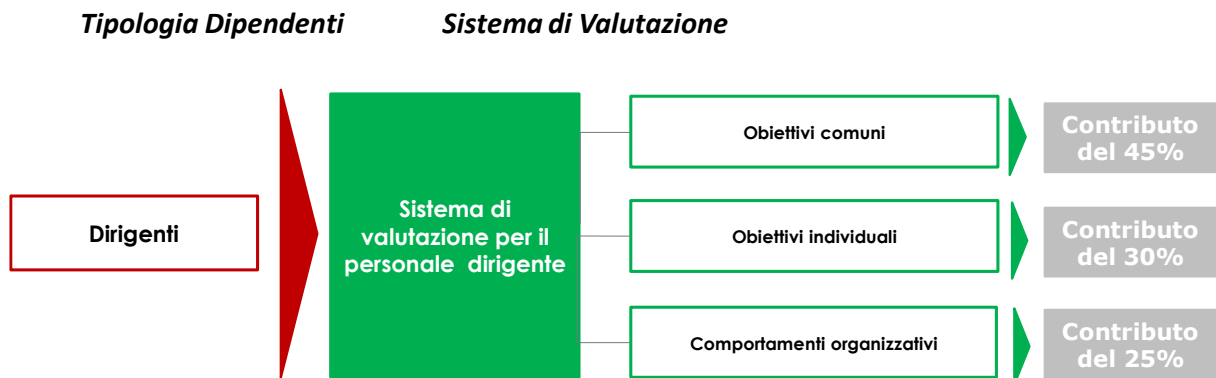 Tipologia Dipendenti
Sistema di Valutazione
Dirigenti
Sistema di
valutazione per il
personale dirigente
Obiettivi comuni
Contributo
del 45%
Obiettivi individuali
Contributo
del 30%
Comportamenti organizzativi
Contributo
del 25%